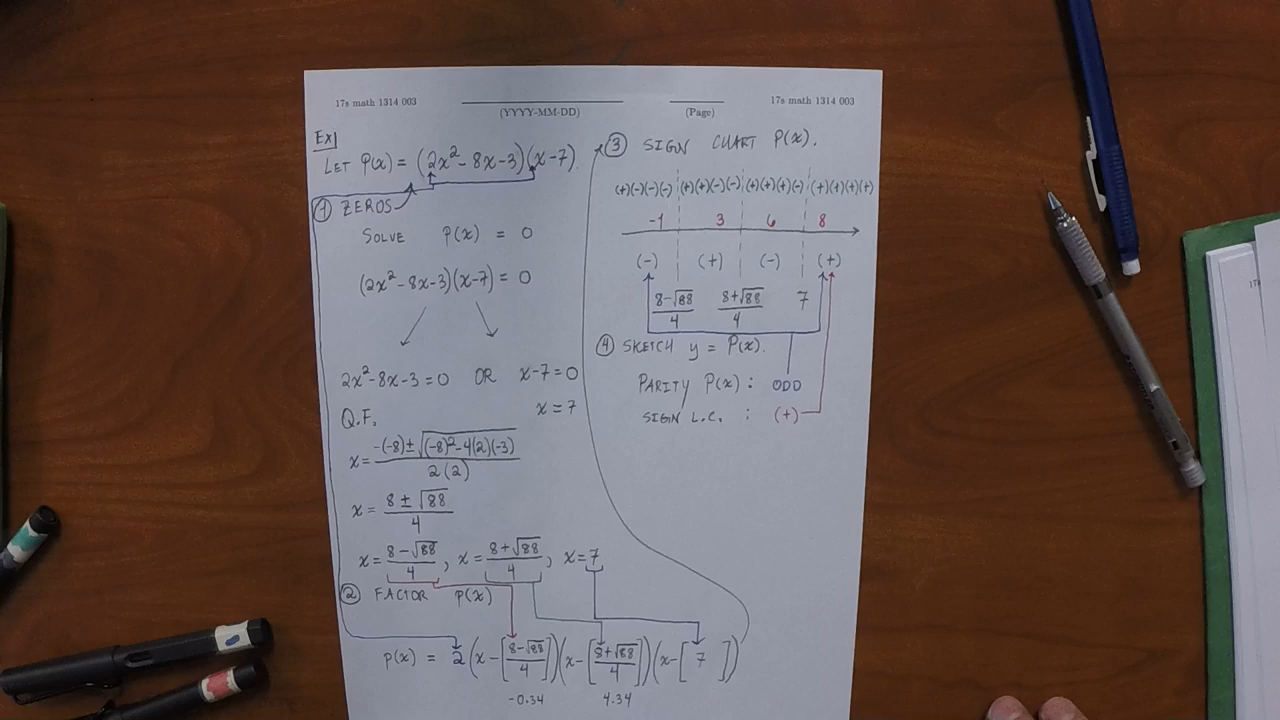 17s math 1314 003
(YYYY-MM-DD)
(Page)
17s math 1314 003
Ex]
LET P(x) = (2x² - 8x - 3)(x - 7)
① ZEROS
SOLVE P(x) = 0
(2x² - 8x - 3)(x - 7) = 0
2x² - 8x - 3 = 0 OR x - 7 = 0
x = 7
Q.F.
x = -(-8) ± √(-8)² - 4(2)(-3) / 2(2)
x = 8 ± √88 / 4
x = 8 - √88 / 4 , x = 8 + √88 / 4 , x = 7
② FACTOR P(x)
P(x) = 2 (x - [8 - √88 / 4])(x - [8 + √88 / 4])(x - [7])
-0.34 4.34
③ SIGN CHART P(x).
(+)(-)(-)(-) (+)(+)(-)(-) (+)(+)(+)(-) (+)(+)(+)(+)
-1 3 6 8
(-) (+) (-) (+)
8 - √88 / 4 8 + √88 / 4 7
④ SKETCH y = P(x).
PARITY P(x) : ODD
SIGN L.C. : (+)